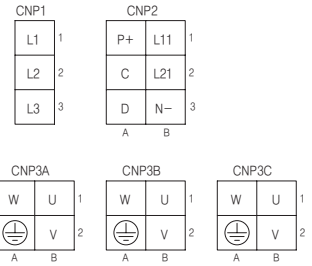 CNP1 CNP2
L1 1 P+ L11 1
L2 2 C L21 2
L3 3 D N− 3
A B
CNP3A CNP3B CNP3C
W U 1 W U 1 W U 1
V 2 V 2 V 2
A B A B A B